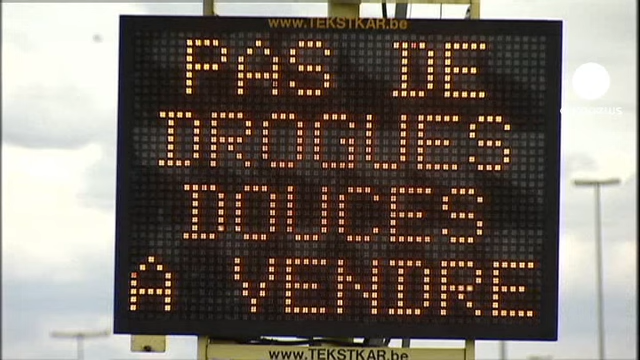 www.TEKSTKAR.be
PAS DE
DROGUES
DOUCES
A VENDRE
www.TEKSTKAR.be